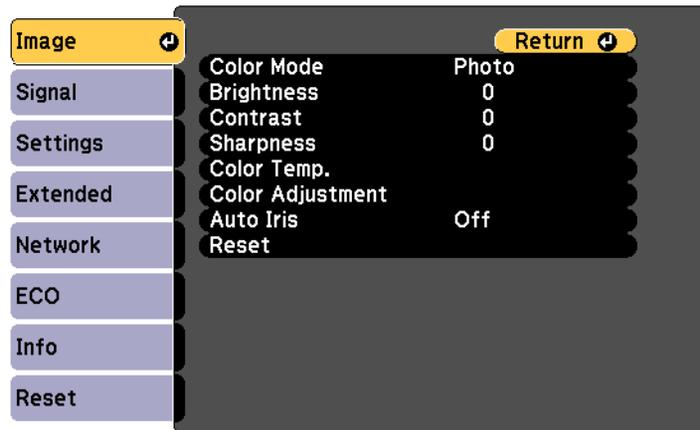 Image
Signal
Settings
Extended
Network
ECO
Info
Reset
Return
Color Mode Photo
Brightness 0
Contrast 0
Sharpness 0
Color Temp.
Color Adjustment
Auto Iris Off
Reset